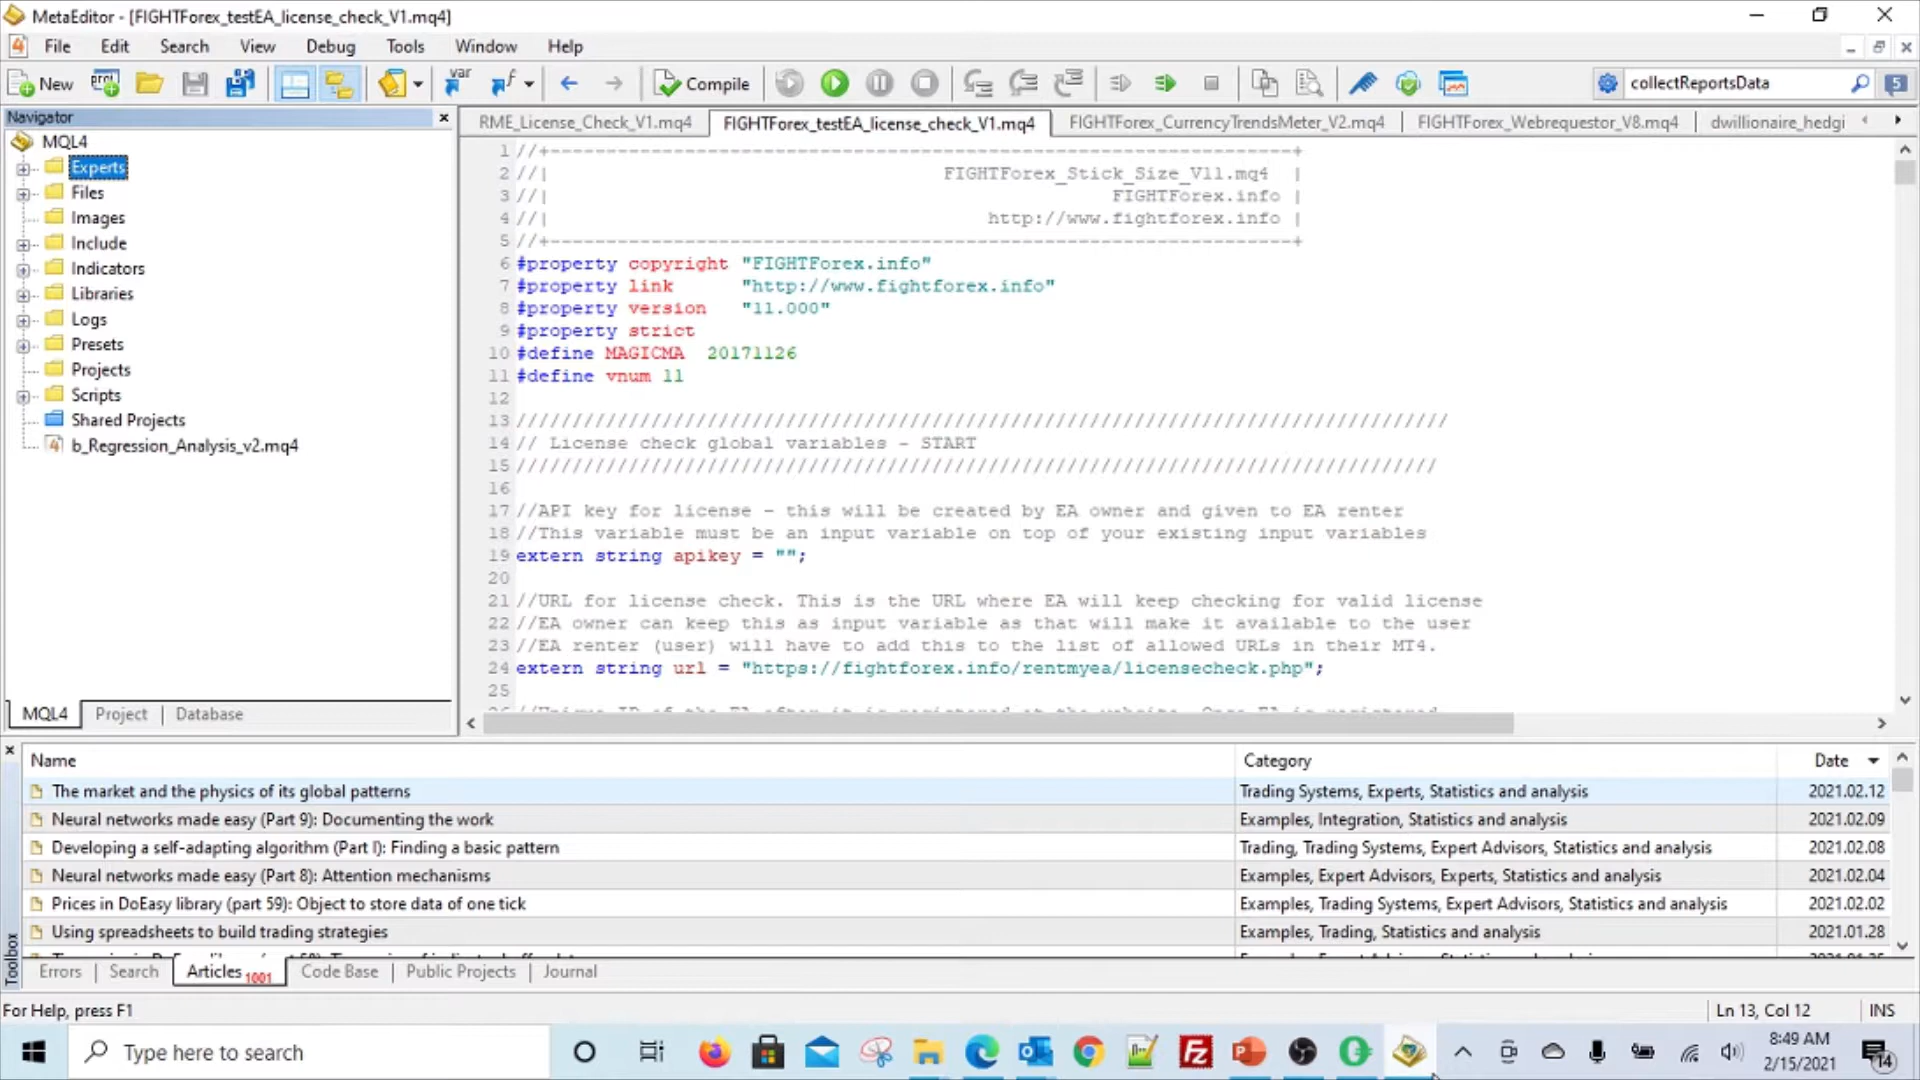 MetaEditor - [FIGHTForex_testEA_license_check_V1.mq4]
File Edit Search View Debug Tools Window Help
New Compile collectReportsData 5
Navigator
RME_License_Check_V1.mq4 FIGHTForex_testEA_license_check_V1.mq4 FIGHTForex_CurrencyTrendsMeter_V2.mq4 FIGHTForex_Webrequestor_V8.mq4 dwillionaire_hedgi
MQL4
Experts
Files
Images
Include
Indicators
Libraries
Logs
Presets
Projects
Scripts
Shared Projects
b_Regression_Analysis_v2.mq4
MQL4 Project Database
1 //+------------------------------------------------------------------+
2 //| FIGHTForex_Stick_Size_V11.mq4 |
3 //| FIGHTForex.info |
4 //| http://www.fightforex.info |
5 //+------------------------------------------------------------------+
6 #property copyright "FIGHTForex.info"
7 #property link "http://www.fightforex.info"
8 #property version "11.000"
9 #property strict
10 #define MAGICMA 20171126
11 #define vnum 11
12
13 //////////////////////////////////////////////////////////////////////////////////
14 // License check global variables - START
15 /////////////////////////////////////////////////////////////////////////////////
16
17 //API key for license - this will be created by EA owner and given to EA renter
18 //This variable must be an input variable on top of your existing input variables
19 extern string apikey = "";
20
21 //URL for license check. This is the URL where EA will keep checking for valid license
22 //EA owner can keep this as input variable as that will make it available to the user
23 //EA renter (user) will have to add this to the list of allowed URLs in their MT4.
24 extern string url = "https://fightforex.info/rentmyea/licensecheck.php";
25
Name Category Date
The market and the physics of its global patterns Trading Systems, Experts, Statistics and analysis 2021.02.12
Neural networks made easy (Part 9): Documenting the work Examples, Integration, Statistics and analysis 2021.02.09
Developing a self-adapting algorithm (Part I): Finding a basic pattern Trading, Trading Systems, Expert Advisors, Statistics and analysis 2021.02.08
Neural networks made easy (Part 8): Attention mechanisms Examples, Expert Advisors, Experts, Statistics and analysis 2021.02.04
Prices in DoEasy library (part 59): Object to store data of one tick Examples, Trading Systems, Expert Advisors, Statistics and analysis 2021.02.02
Using spreadsheets to build trading strategies Examples, Trading, Statistics and analysis 2021.01.28
Toolbox
Errors Search Articles 1001 Code Base Public Projects Journal
For Help, press F1 Ln 13, Col 12 INS
Type here to search
8:49 AM
2/15/2021
14